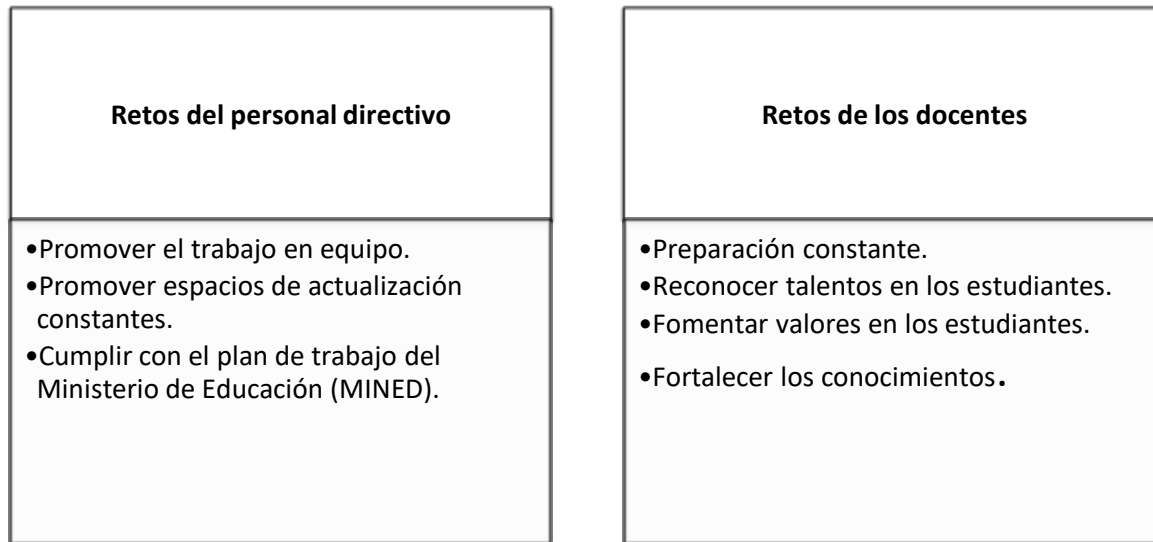 Retos del personal directivo
•Promover el trabajo en equipo.
•Promover espacios de actualización
constantes.
•Cumplir con el plan de trabajo del
Ministerio de Educación (MINED).
Retos de los docentes
•Preparación constante.
•Reconocer talentos en los estudiantes.
•Fomentar valores en los estudiantes.
•Fortalecer los conocimientos.